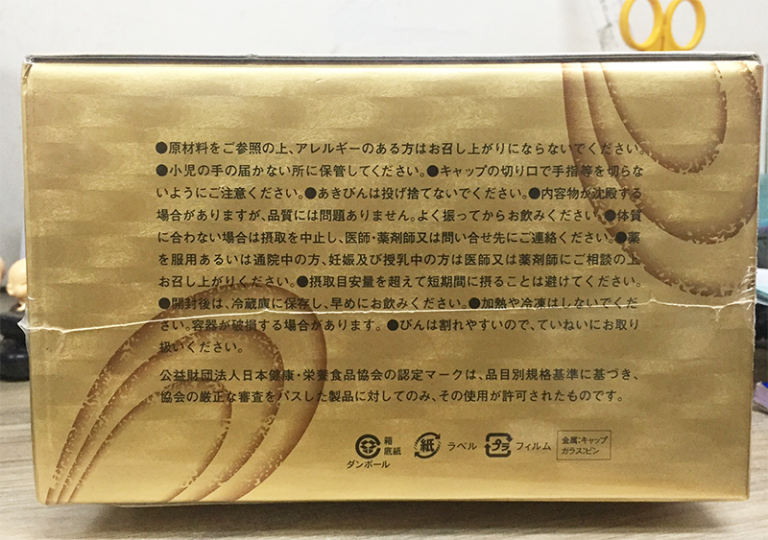 ●原材料をご参照の上、アレルギーのある方はお召し上がりにならないでください。
●小児の手の届かない所に保管してください。●キャップの切り口で手指等を切らな
いようにご注意ください。●あきびんは投げ捨てないでください。●内容物が沈殿する
場合がありますが、品質には問題ありません。よく振ってからお飲みください。●体質
に合わない場合は摂取を中止し、医師・薬剤師又は問い合せ先にご連絡ください。●薬
を服用あるいは通院中の方、妊娠及び授乳中の方は医師又は薬剤師にご相談の上
お召し上がりください。●摂取目安量を超えて短期間に摂ることは避けてください。
●開封後は、冷蔵庫に保存し、早めにお飲みください。●加熱や冷凍はしないでくだ
さい。容器が破損する場合があります。●びんは割れやすいので、ていねいにお取り
扱いください。
公益財団法人日本健康・栄養食品協会の認定マークは、品目別規格基準に基づき、
協会の厳正な審査をパスした製品に対してのみ、その使用が許可されたものです。
箱
底紙
ダンボール
紙 ラベル
プラ フィルム
金属:キャップ
ガラス:ビン